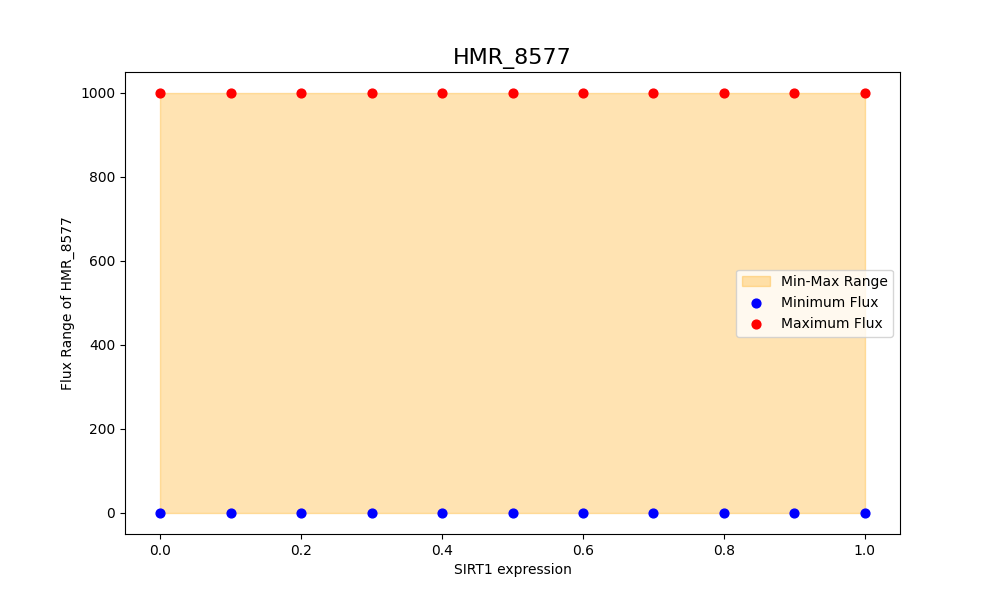 HMR_8577
Flux Range of HMR_8577
1000
800
600
400
200
0
Min-Max Range
Minimum Flux
Maximum Flux
0.0 0.2 0.4 0.6 0.8 1.0
SIRT1 expression